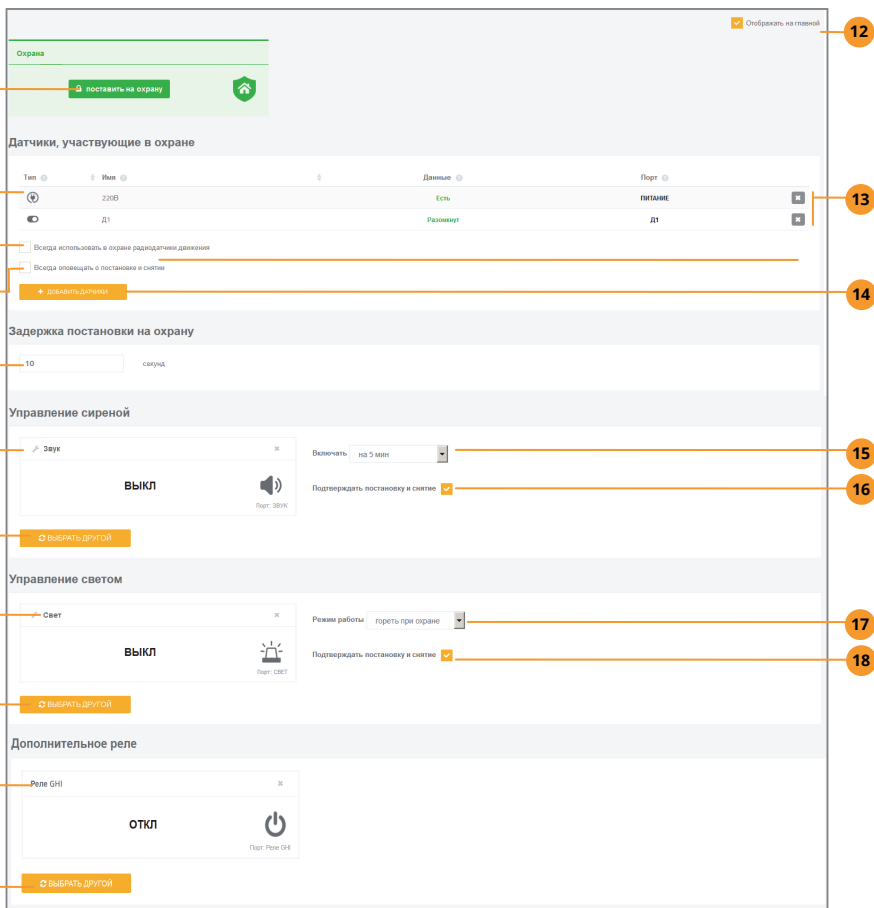 Отображать на главной
12
Охрана
поставить на охрану
Датчики, участвующие в охране
Тип Имя Данные Порт
220В Есть ПИТАНИЕ
13
Д1 Разомкнут Д1
Всегда использовать в охране радиодатчики движения
Всегда оповещать о постановке и снятии
+ ДОБАВИТЬ ДАТЧИКИ
14
Задержка постановки на охрану
10 секунд
Управление сиреной
Звук
Включать на 5 мин
15
ВЫКЛ
Подтверждать постановку и снятие
16
Порт: ЗВУК
ВЫБРАТЬ ДРУГОЙ
Управление светом
Свет
Режим работы гореть при охране
17
ВЫКЛ
Подтверждать постановку и снятие
18
Порт: СВЕТ
ВЫБРАТЬ ДРУГОЙ
Дополнительное реле
Реле GHI
ОТКЛ
Порт: Реле GHI
ВЫБРАТЬ ДРУГОЙ